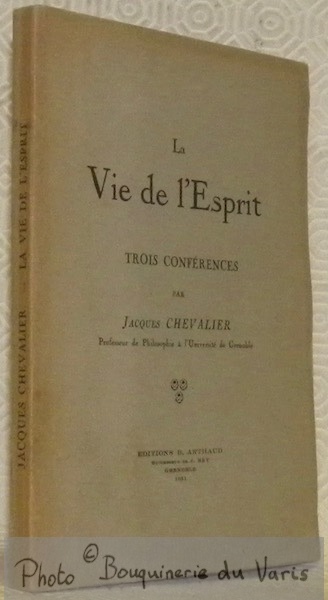 JACQUES CHEVALIER — LA VIE DE L'ESPRIT
La
Vie de l'Esprit
TROIS CONFÉRENCES
PAR
JACQUES CHEVALIER
Professeur de Philosophie à l'Université de Grenoble
EDITIONS B. ARTHAUD
GRENOBLE
Photo © Bouquinerie du Varis